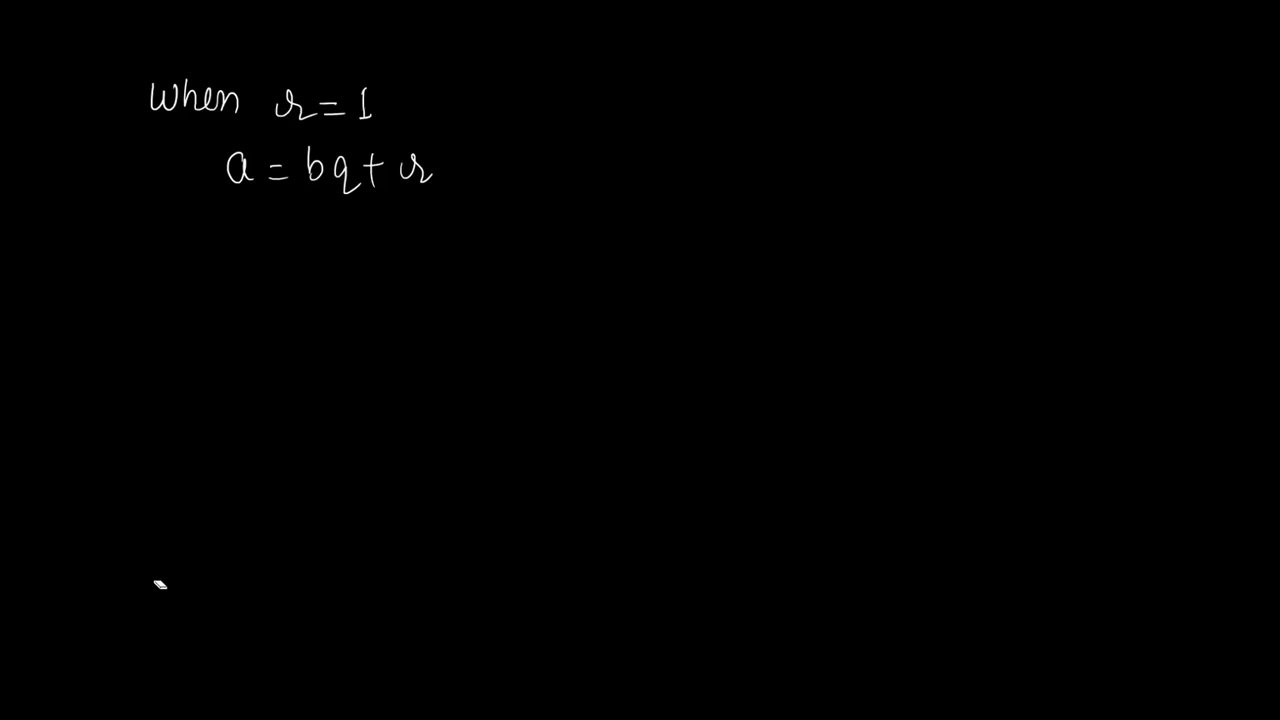 When r = 1
a = bq + r